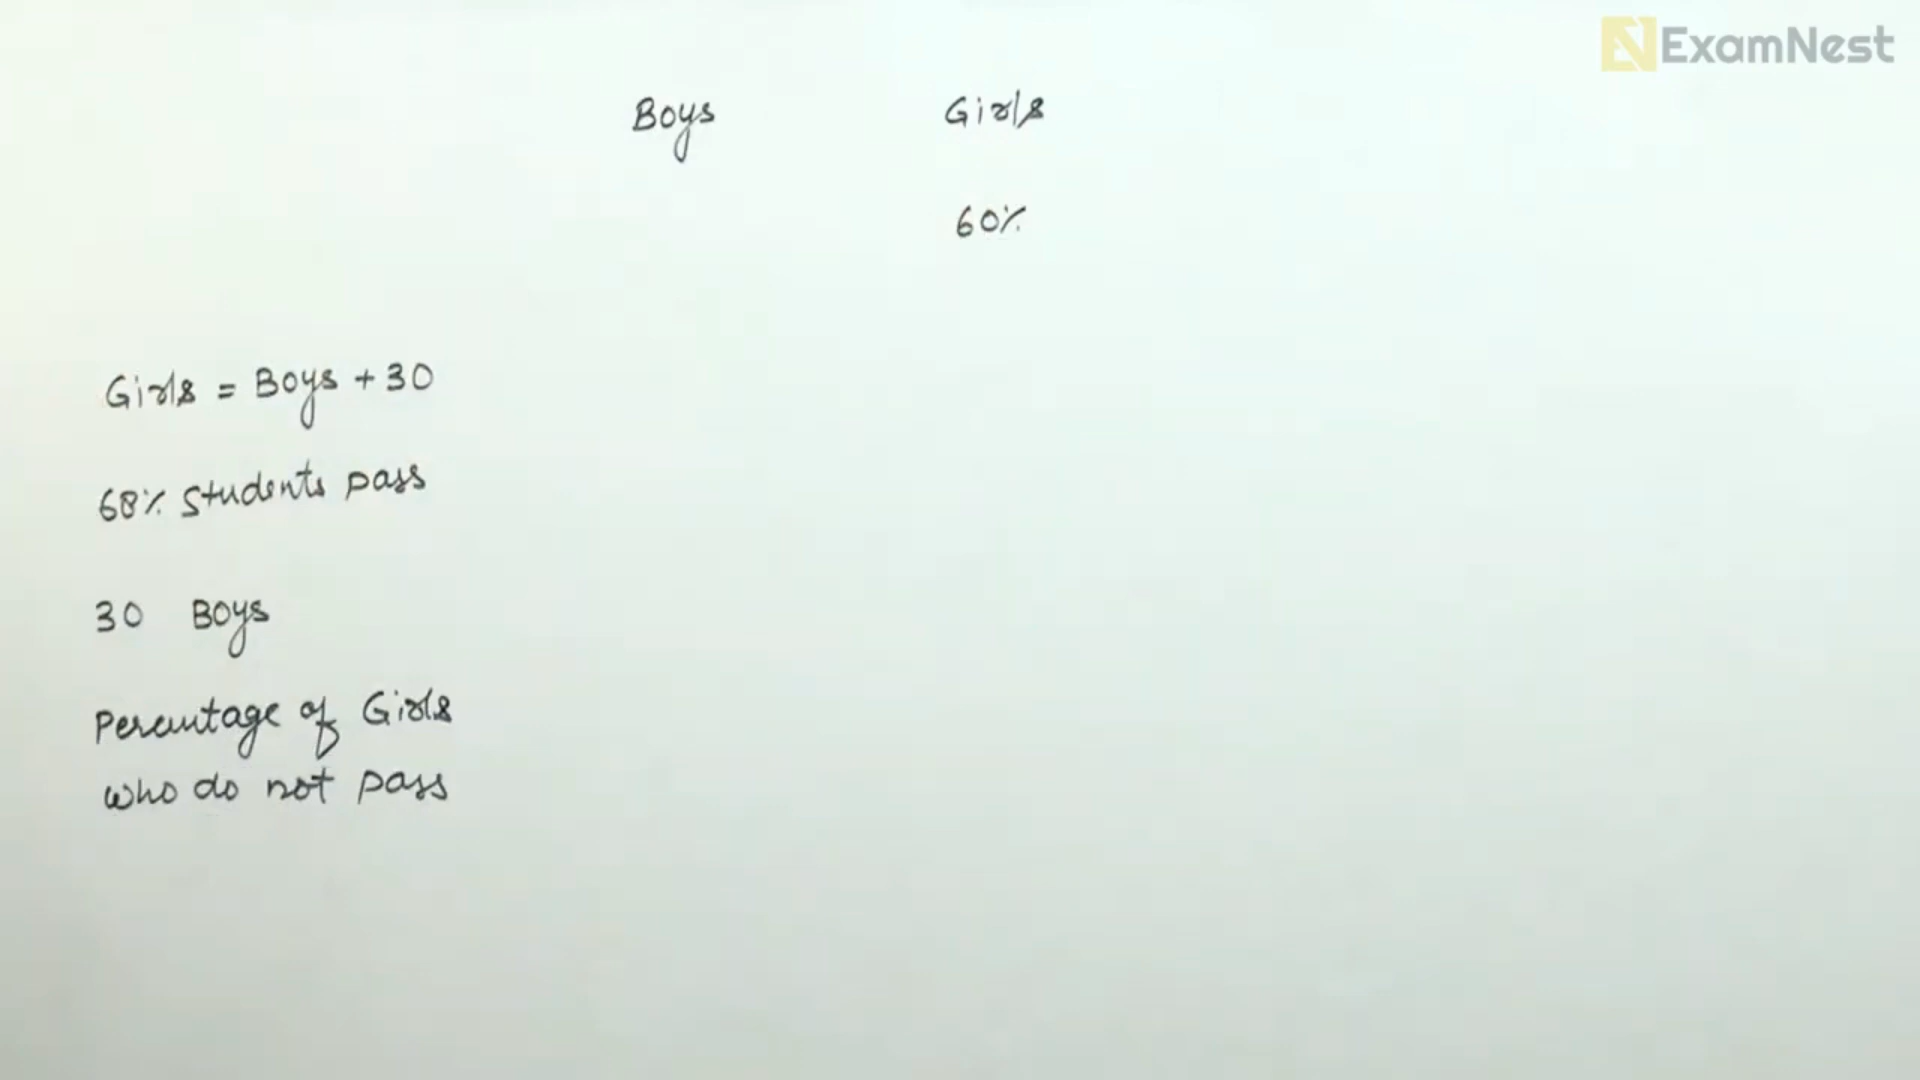 ExamNest
Boys Girls
60%
Girls = Boys + 30
68% Students pass
30 Boys
Percentage of Girls
who do not pass